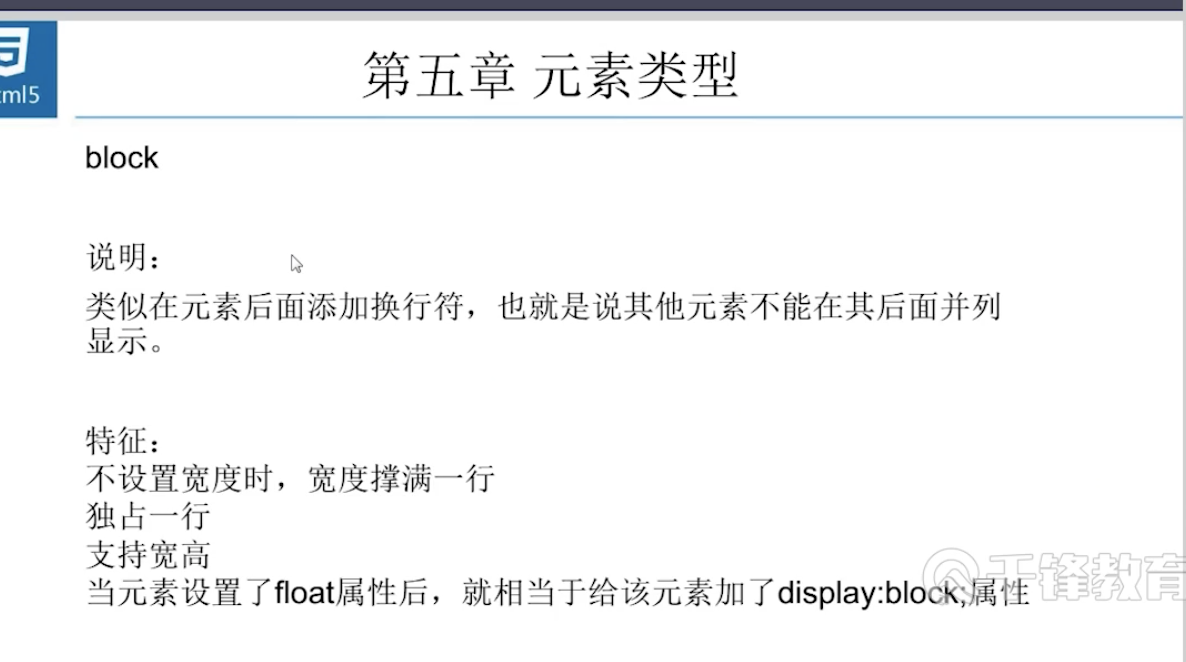 第五章 元素类型
tml5
block
说明：
类似在元素后面添加换行符，也就是说其他元素不能在其后面并列
显示。
特征：
不设置宽度时，宽度撑满一行
独占一行
支持宽高
当元素设置了float属性后，就相当于给该元素加了display:block;属性
千锋教育